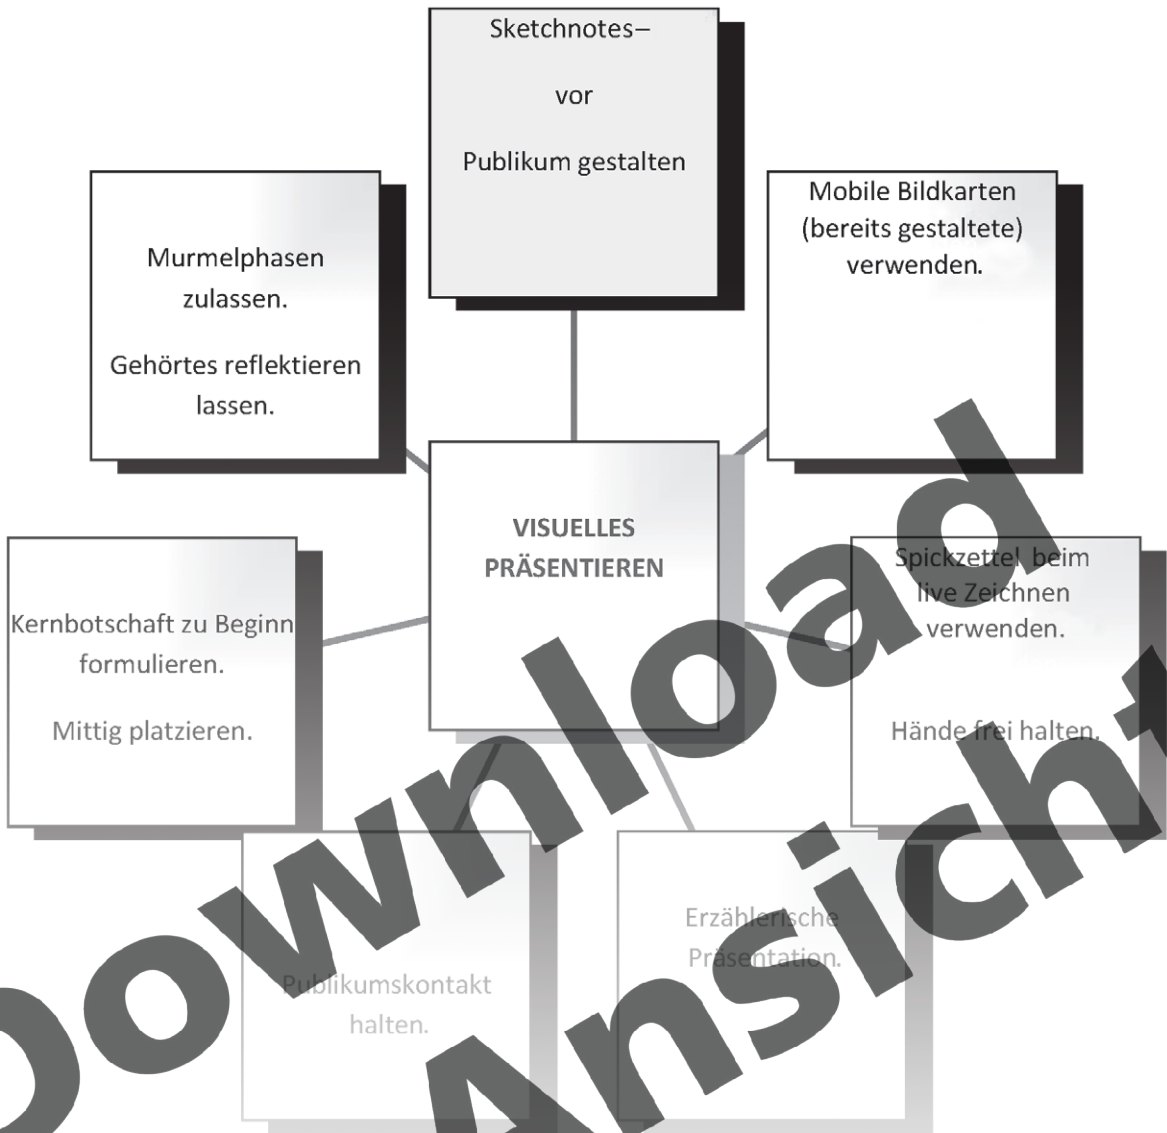 Sketchnotes–
vor
Publikum gestalten
Mobile Bildkarten
(bereits gestaltete)
verwenden.
Murmelphasen
zulassen.
Gehörtes reflektieren
lassen.
VISUELLES
PRÄSENTIEREN
Spickzettel beim
live Zeichnen
verwenden.
Hände frei halten.
Kernbotschaft zu Beginn
formulieren.
Mittig platzieren.
Erzählerische
Präsentation.
Publikumskontakt
halten.
Download
Ansicht